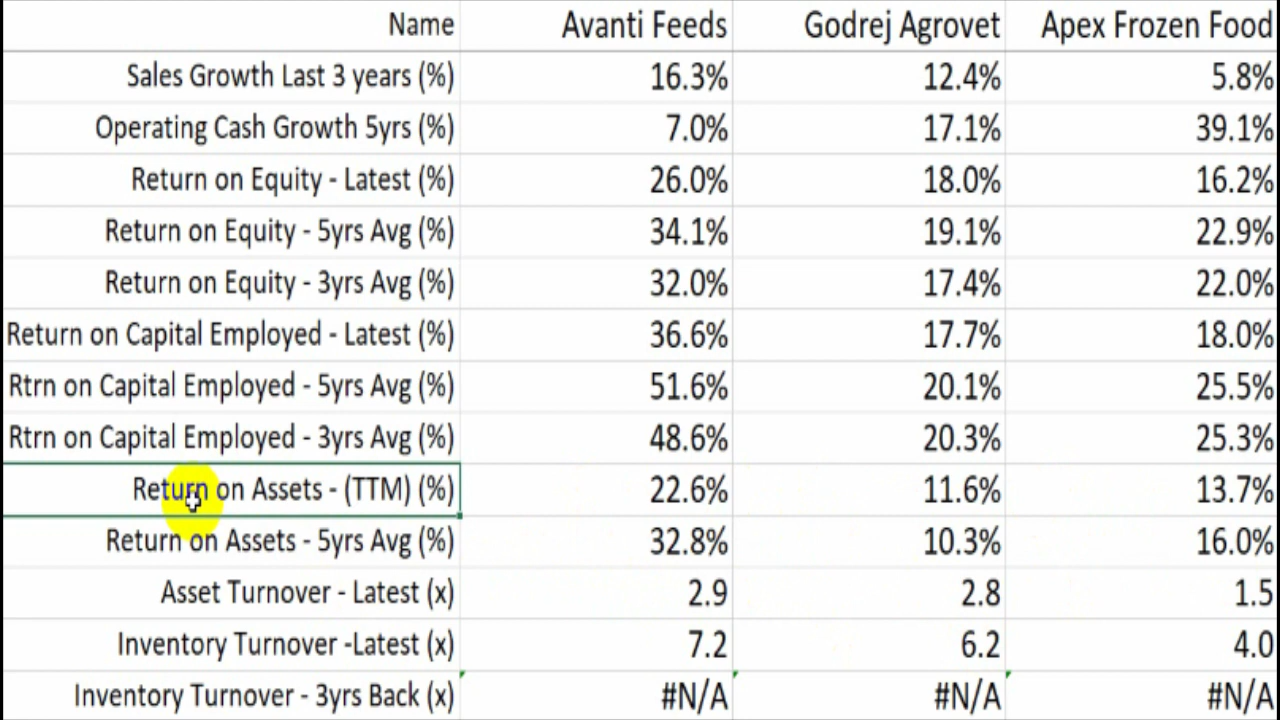 Name Avanti Feeds Godrej Agrovet Apex Frozen Food
Sales Growth Last 3 years (%) 16.3% 12.4% 5.8%
Operating Cash Growth 5yrs (%) 7.0% 17.1% 39.1%
Return on Equity - Latest (%) 26.0% 18.0% 16.2%
Return on Equity - 5yrs Avg (%) 34.1% 19.1% 22.9%
Return on Equity - 3yrs Avg (%) 32.0% 17.4% 22.0%
Return on Capital Employed - Latest (%) 36.6% 17.7% 18.0%
Rtrn on Capital Employed - 5yrs Avg (%) 51.6% 20.1% 25.5%
Rtrn on Capital Employed - 3yrs Avg (%) 48.6% 20.3% 25.3%
Return on Assets - (TTM) (%) 22.6% 11.6% 13.7%
Return on Assets - 5yrs Avg (%) 32.8% 10.3% 16.0%
Asset Turnover - Latest (x) 2.9 2.8 1.5
Inventory Turnover -Latest (x) 7.2 6.2 4.0
Inventory Turnover - 3yrs Back (x) #N/A #N/A #N/A